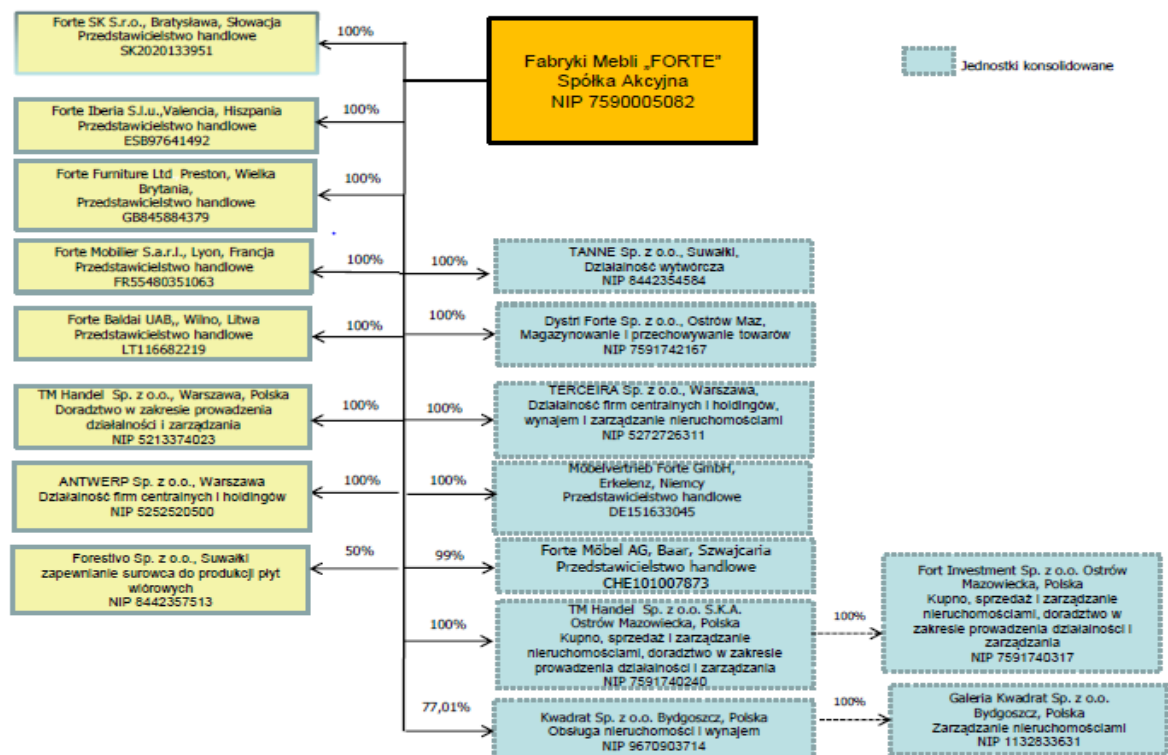 Forte SK S.r.o., Bratysława, Słowacja
Przedstawicielstwo handlowe
SK2020133951
100%
Fabryki Mebli „FORTE”
Spółka Akcyjna
NIP 7590005082
Jednostki konsolidowane
Forte Iberia S.l.u.,Valencia, Hiszpania
Przedstawicielstwo handlowe
ESB97641492
100%
Forte Furniture Ltd Preston, Wielka
Brytania,
Przedstawicielstwo handlowe
GB845884379
100%
Forte Mobilier S.a.r.l., Lyon, Francja
Przedstawicielstwo handlowe
FR55480351063
100%
100%
TANNE Sp. z o.o., Suwałki,
Działalność wytwórcza
NIP 8442354584
Forte Baldai UAB,, Wilno, Litwa
Przedstawicielstwo handlowe
LT116682219
100%
100%
Dystri Forte Sp. z o.o., Ostrów Maz,
Magazynowanie i przechowywanie towarów
NIP 7591742167
TM Handel Sp. z o.o., Warszawa, Polska
Doradztwo w zakresie prowadzenia
działalności i zarządzania
NIP 5213374023
100%
100%
TERCEIRA Sp. z o.o., Warszawa,
Działalność firm centralnych i holdingów,
wynajem i zarządzanie nieruchomościami
NIP 5272726311
ANTWERP Sp. z o.o., Warszawa
Działalność firm centralnych i holdingów
NIP 5252520500
100%
100%
Möbelvertrieb Forte GmbH,
Erkelenz, Niemcy
Przedstawicielstwo handlowe
DE151633045
Forestivo Sp. z o.o., Suwałki
zapewnianie surowca do produkcji płyt
wiórowych
NIP 8442357513
50%
99%
Forte Möbel AG, Baar, Szwajcaria
Przedstawicielstwo handlowe
CHE101007873
100%
TM Handel Sp. z o.o. S.K.A.
Ostrów Mazowiecka, Polska
Kupno, sprzedaż i zarządzanie
nieruchomościami, doradztwo w zakresie
prowadzenia działalności i zarządzania
NIP 7591740240
100%
Fort Investment Sp. z o.o. Ostrów
Mazowiecka, Polska
Kupno, sprzedaż i zarządzanie
nieruchomościami, doradztwo w
zakresie prowadzenia działalności i
zarządzania
NIP 7591740317
77,01%
Kwadrat Sp. z o.o. Bydgoszcz, Polska
Obsługa nieruchomości i wynajem
NIP 9670903714
100%
Galeria Kwadrat Sp. z o.o.
Bydgoszcz, Polska
Zarządzanie nieruchomościami
NIP 1132833631